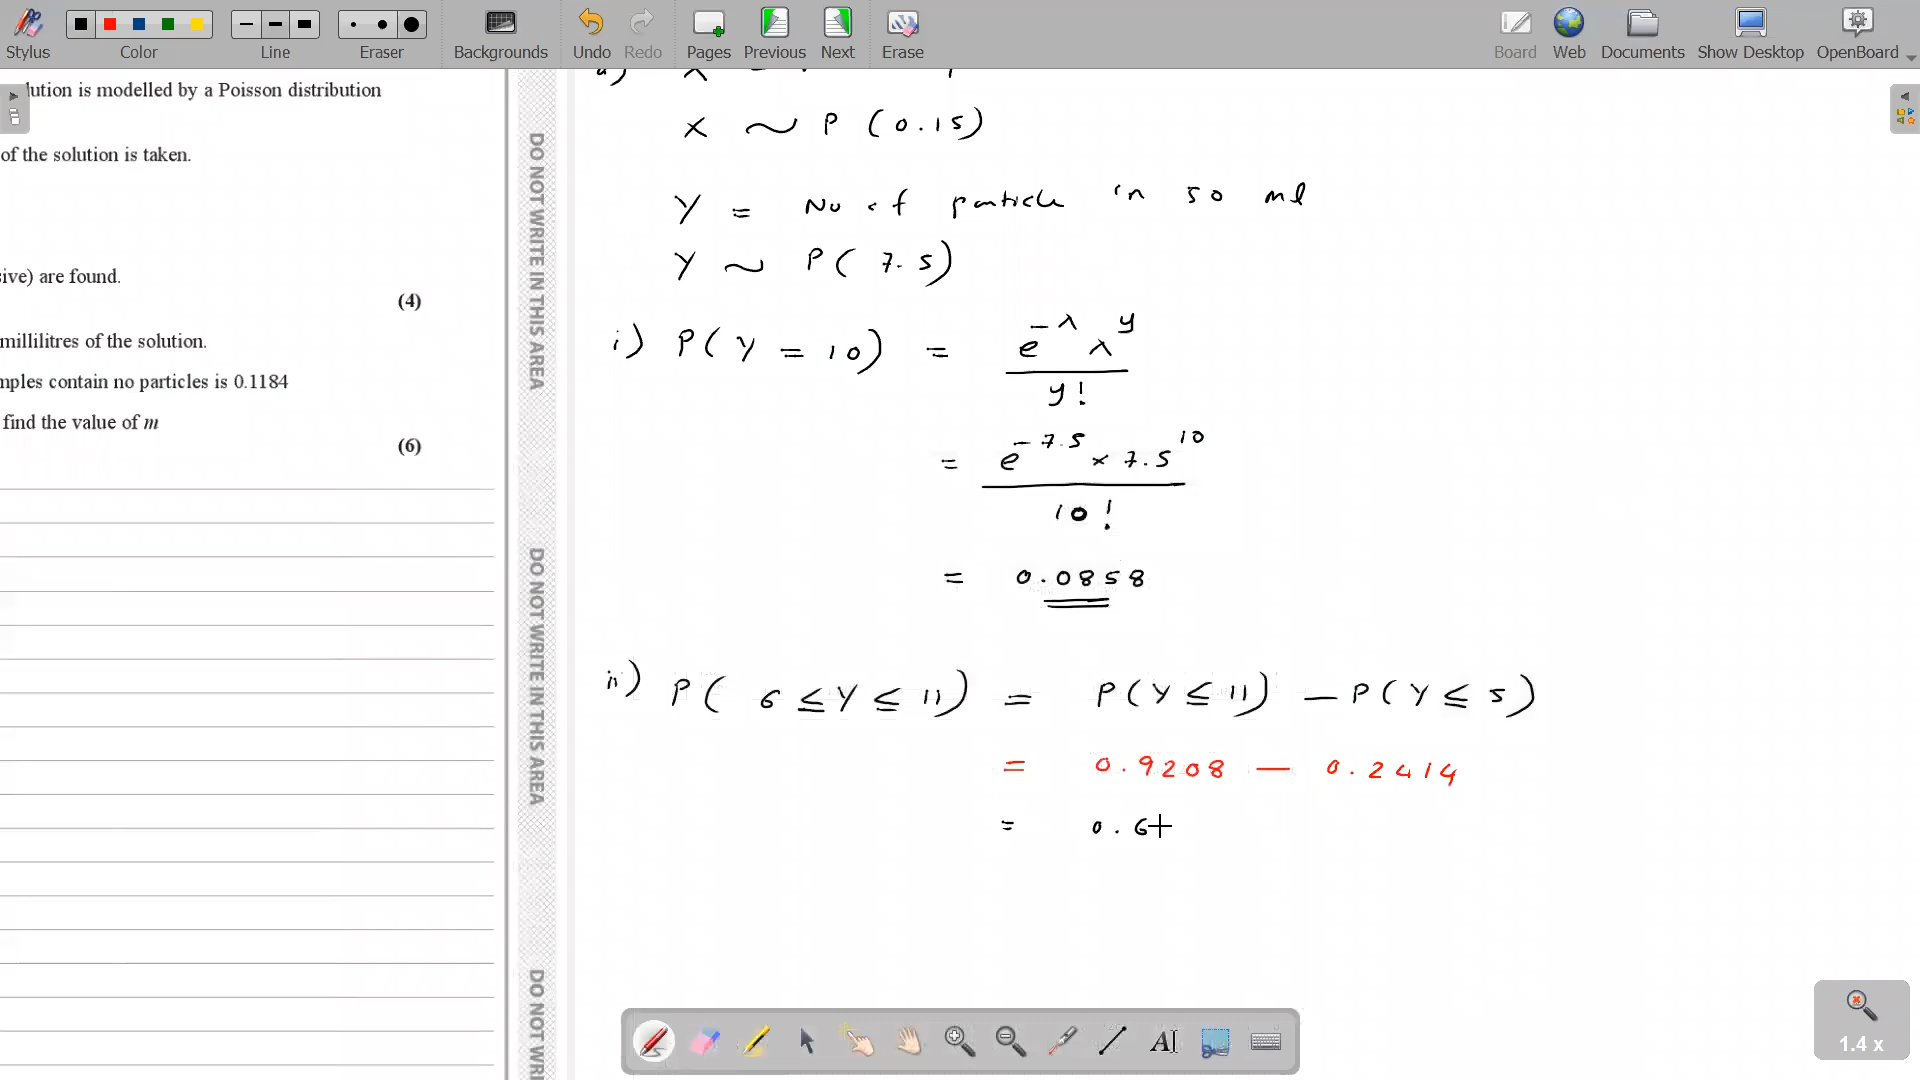 Stylus Color Line Eraser Backgrounds Undo Redo Pages Previous Next Erase Board Web Documents Show Desktop OpenBoard
lution is modelled by a Poisson distribution
of the solution is taken.
sive) are found.
(4)
millilitres of the solution.
mples contain no particles is 0.1184
find the value of m
(6)
DO NOT WRITE IN THIS AREA
DO NOT WRITE IN THIS AREA
DO NOT WRI
X ~ P (0.15)
Y = No of particle in 50 ml
Y ~ P( 7.5)
i) P( Y = 10) = e^-λ λ^y / y!
= e^-7.5 × 7.5^10 / 10!
= 0.0858
ii) P( 6 ≤ Y ≤ 11) = P(Y ≤ 11) — P( Y ≤ 5)
= 0.9208 — 0.2414
= 0.6
1.4 x